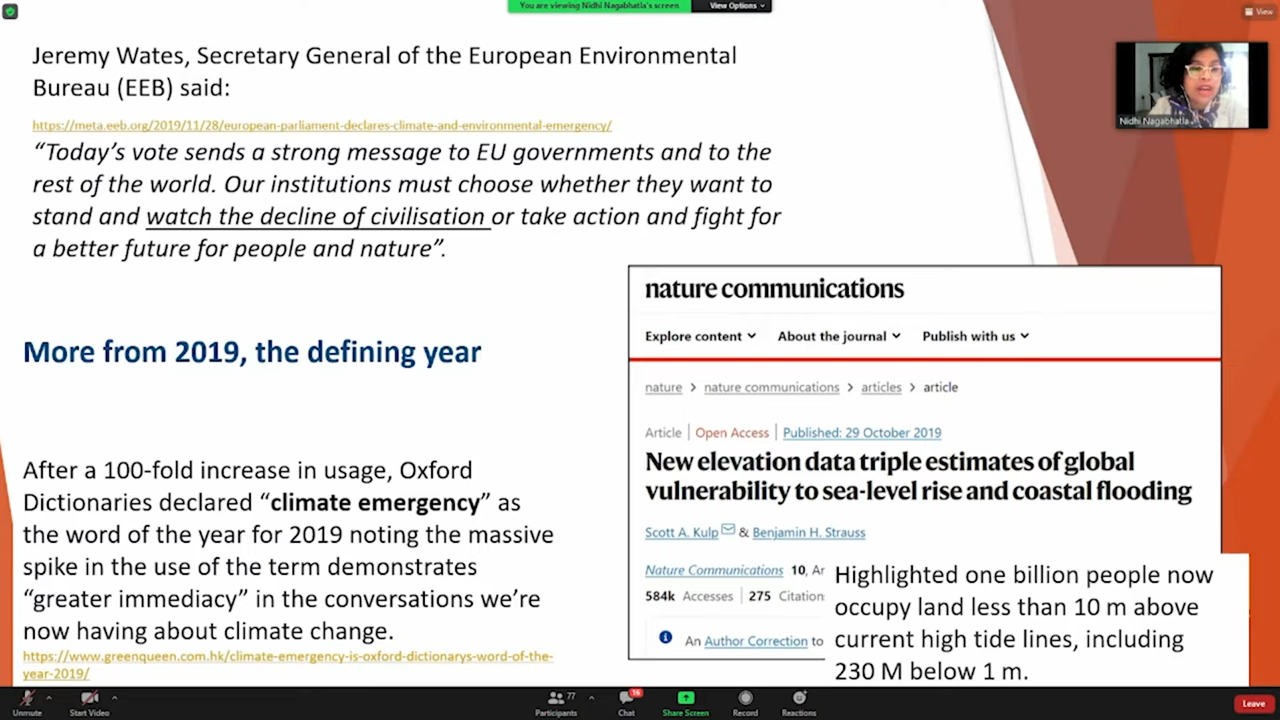 You are viewing Nidhi Nagabhatla's screen
View Options
View
Jeremy Wates, Secretary General of the European Environmental
Bureau (EEB) said:
https://meta.eeb.org/2019/11/28/european-parliament-declares-climate-and-environmental-emergency/
“Today’s vote sends a strong message to EU governments and to the
rest of the world. Our institutions must choose whether they want to
stand and watch the decline of civilisation or take action and fight for
a better future for people and nature”.
Nidhi Nagabhatla
More from 2019, the defining year
After a 100-fold increase in usage, Oxford
Dictionaries declared “climate emergency” as
the word of the year for 2019 noting the massive
spike in the use of the term demonstrates
“greater immediacy” in the conversations we’re
now having about climate change.
https://www.greenqueen.com.hk/climate-emergency-is-oxford-dictionarys-word-of-the-
year-2019/
nature communications
Explore content About the journal Publish with us
nature > nature communications > articles > article
Article | Open Access | Published: 29 October 2019
New elevation data triple estimates of global
vulnerability to sea-level rise and coastal flooding
Scott A. Kulp & Benjamin H. Strauss
Nature Communications 10, Ar
584k Accesses | 275 Citation
An Author Correction to
Highlighted one billion people now
occupy land less than 10 m above
current high tide lines, including
230 M below 1 m.
Unmute
Start Video
77
Participants
16
Chat
Share Screen
Record
Reactions
Leave